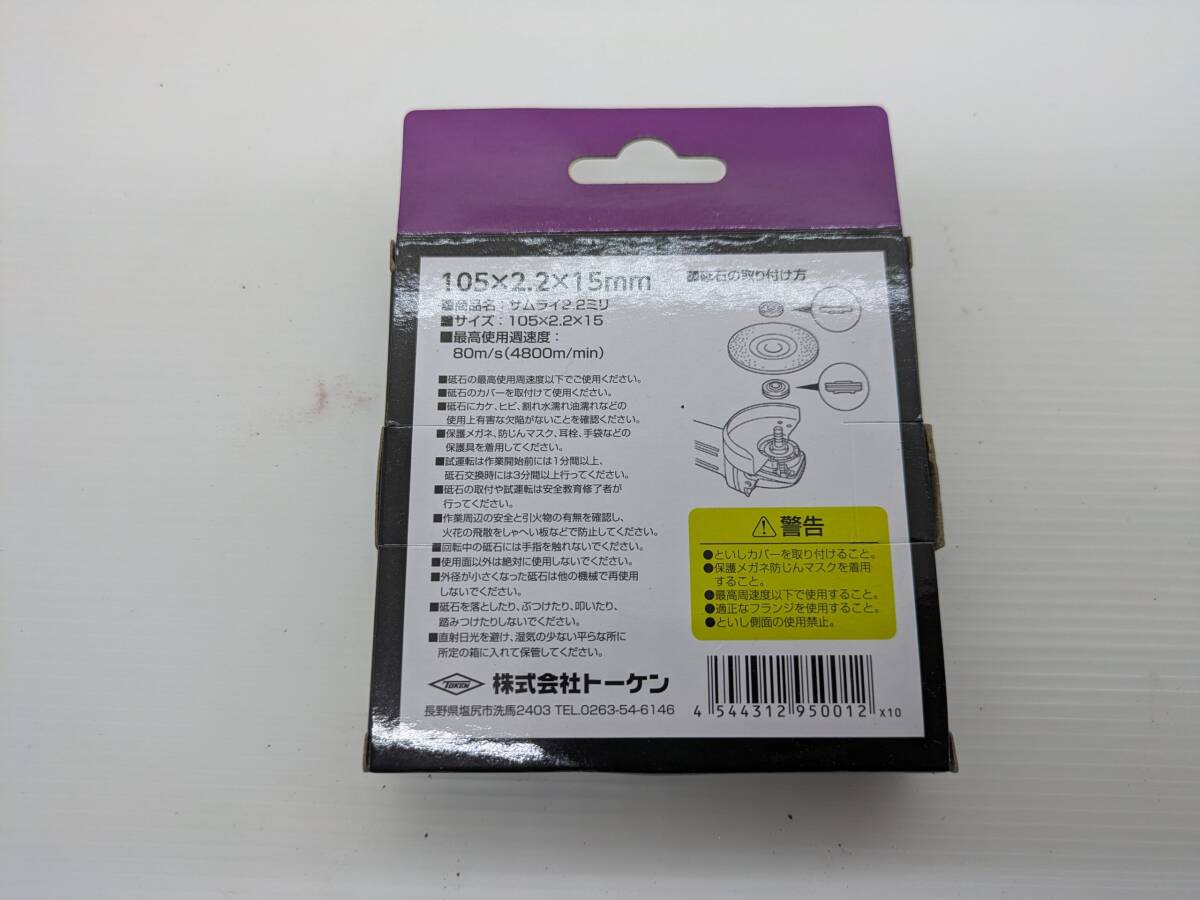 105×2.2×15mm
■商品名：サムライ2.2ミリ
■サイズ：105×2.2×15
■最高使用週速度：
80m/s(4800m/min)
■砥石の最高使用周速度以下でご使用ください。
■砥石のカバーを取付けて使用ください。
■砥石にカケ、ヒビ、割れ水濡れ油濡れなどの
使用上有害な欠陥がないことを確認ください。
■保護メガネ、防じんマスク、耳栓、手袋などの
保護具を着用してください。
■試運転は作業開始前には1分間以上、
砥石交換時には3分間以上行ってください。
■砥石の取付や試運転は安全教育修了者が
行ってください。
■作業周辺の安全と引火物の有無を確認し、
火花の飛散をしゃへい板などで防止してください。
■回転中の砥石には手指を触れないでください。
■使用面以外は絶対に使用しないでください。
■外径が小さくなった砥石は他の機械で再使用
しないでください。
■砥石を落としたり、ぶつけたり、叩いたり、
踏みつけたりしないでください。
■直射日光を避け、湿気の少ない平らな所に
所定の箱に入れて保管してください。
TOKEN 株式会社トーケン
長野県塩尻市洗馬2403 TEL.0263-54-6146
■砥石の取り付け方
⚠警告
●といしカバーを取り付けること。
●保護メガネ防じんマスクを着用
すること。
●最高周速度以下で使用すること。
●適正なフランジを使用すること。
●といし側面の使用禁止。
4 544312 950012 X10